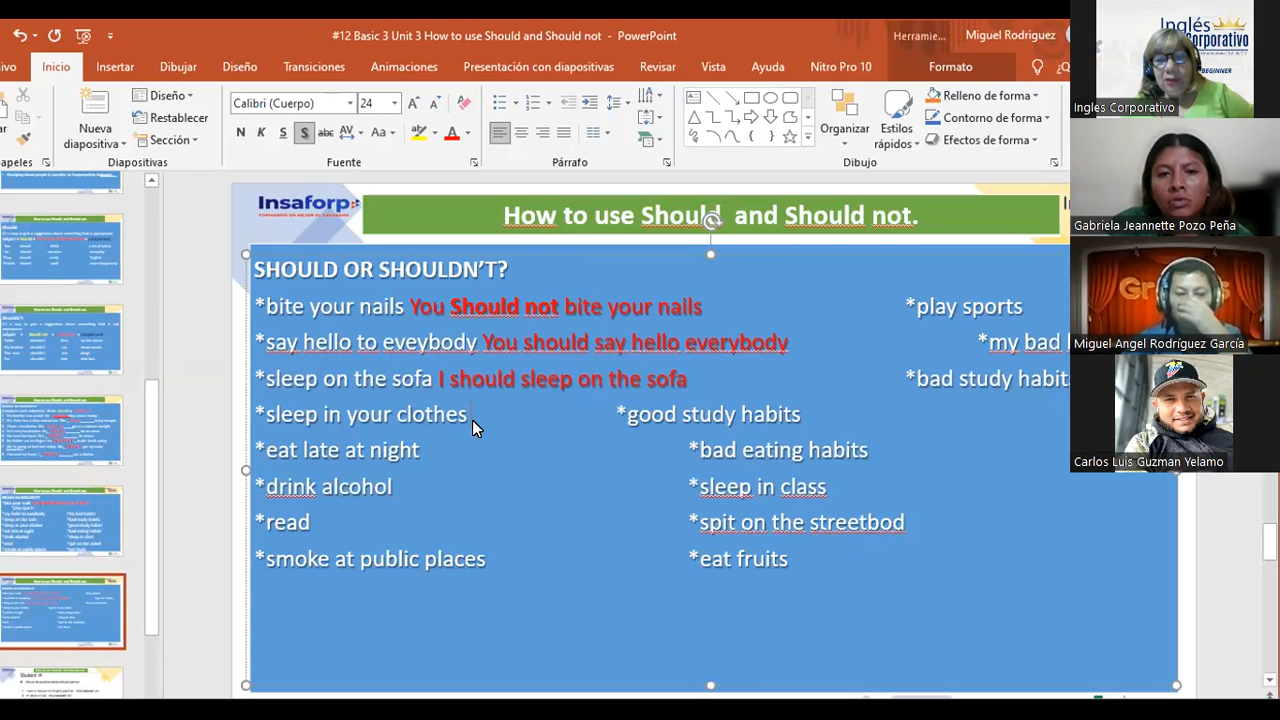 #12 Basic 3 Unit 3 How to use Should and Should not - PowerPoint
Herramie...
Miguel Rodriguez
Inicio
Insertar
Dibujar
Diseño
Transiciones
Animaciones
Presentación con diapositivas
Revisar
Vista
Ayuda
Nitro Pro 10
Formato
Nueva diapositiva
Diseño
Restablecer
Sección
Calibri (Cuerpo)
24
Organizar
Estilos rápidos
Relleno de forma
Contorno de forma
Efectos de forma
Diapositivas
Fuente
Párrafo
Dibujo
Insaforp
How to use Should and Should not.
SHOULD OR SHOULDN'T?
*bite your nails You Should not bite your nails *play sports
*say hello to eveybody You should say hello everybody *my bad
*sleep on the sofa I should sleep on the sofa *bad study habits
*sleep in your clothes *good study habits
*eat late at night *bad eating habits
*drink alcohol *sleep in class
*read *spit on the streetbod
*smoke at public places *eat fruits
Inglés
Corporativo
BEGINNER
Ingles Corporativo
Gabriela Jeannette Pozo Peña
Miguel Angel Rodríguez García
Carlos Luis Guzman Yelamo